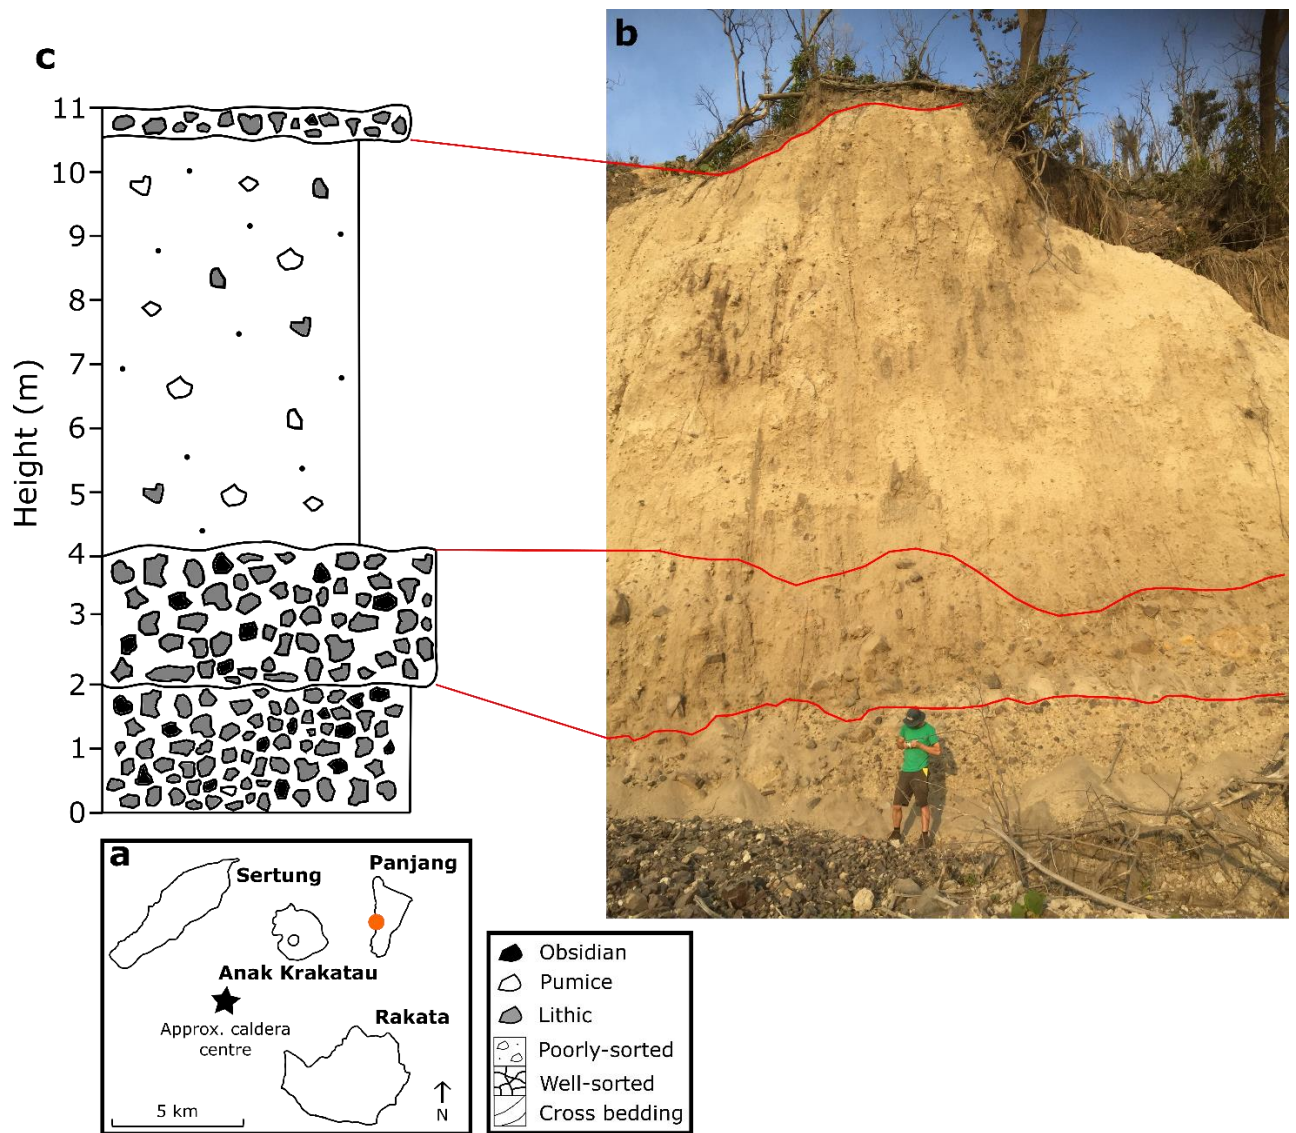 c
b
11
10
9
8
7
6
5
4
3
2
1
0
Height (m)
a
Sertung
Panjang
Anak Krakatau
Approx. caldera
centre
Rakata
5 km
N
Obsidian
Pumice
Lithic
Poorly-sorted
Well-sorted
Cross bedding